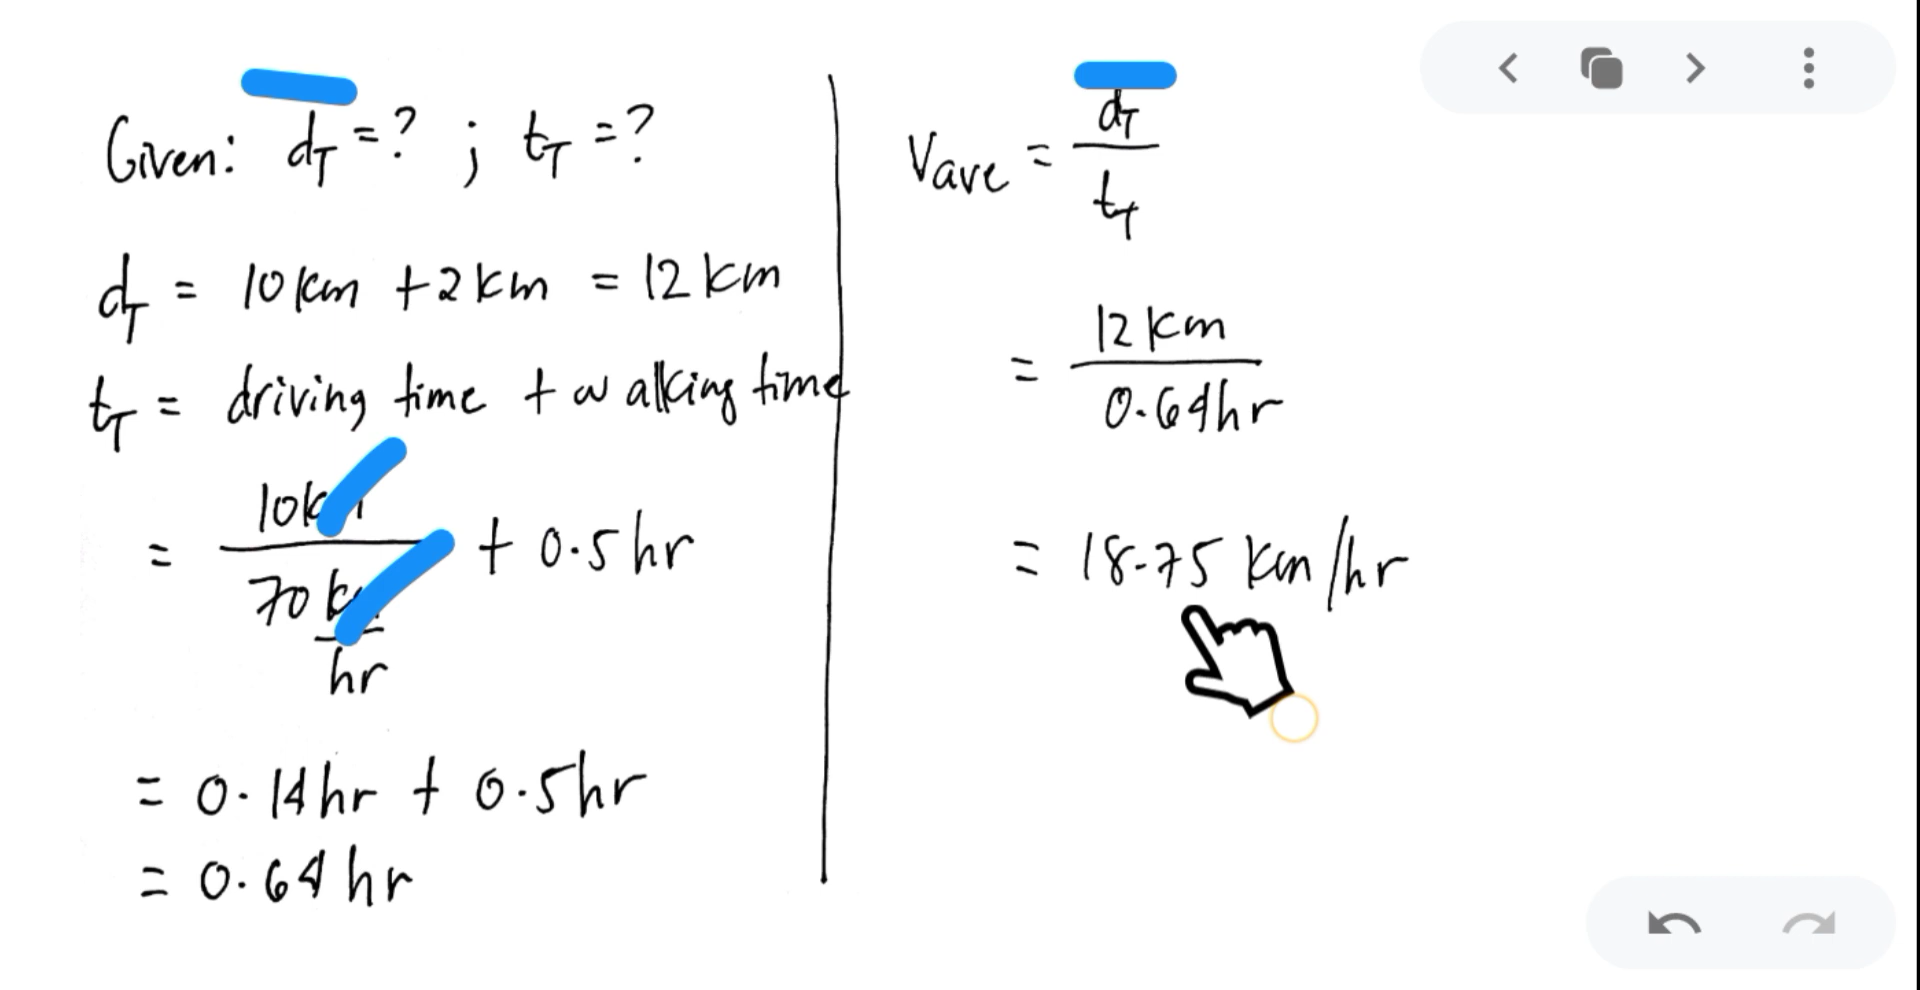 Given: dT = ? ; tT = ?
dT = 10 km + 2 km = 12 km
tT = driving time + walking time
= 10 / 70 / hr + 0.5 hr
= 0.14 hr + 0.5 hr
= 0.64 hr
Vave = dT / tT
= 12 km / 0.64 hr
= 18.75 km/hr